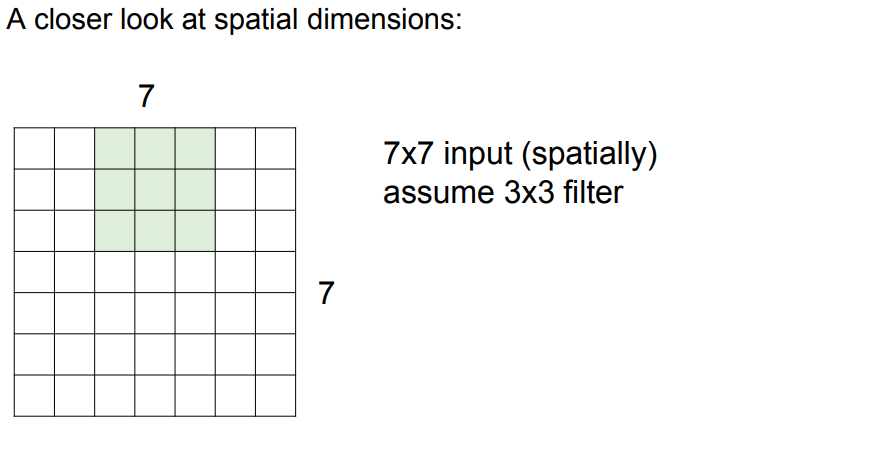 A closer look at spatial dimensions:
7
7x7 input (spatially)
assume 3x3 filter
7